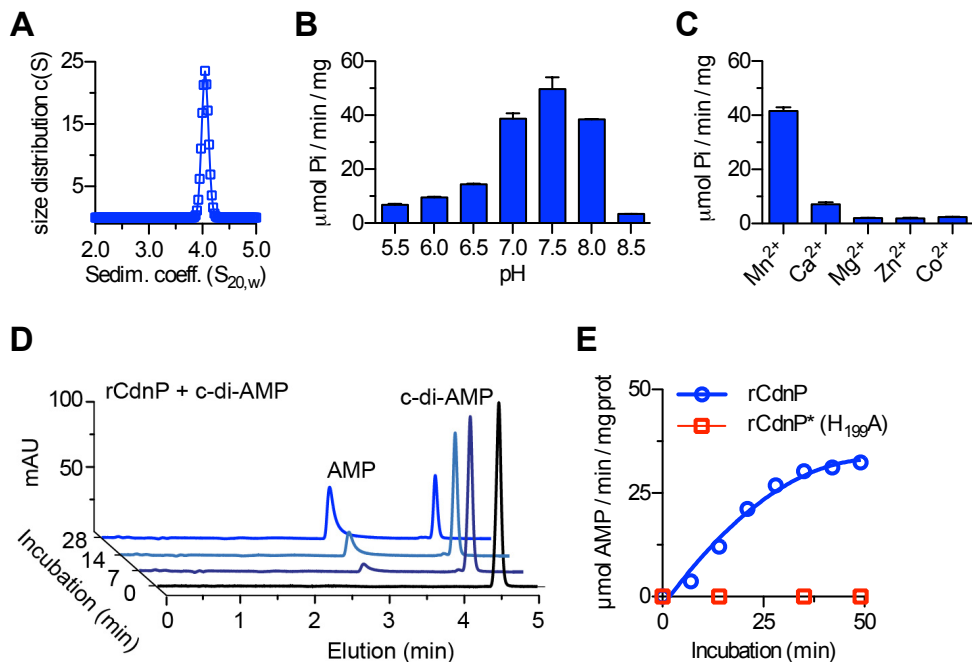 A
size distribution c(S)
25
15
5
2.0 3.0 4.0 5.0
Sedim. coeff. (S20,w)
B
μmol Pi / min / mg
60
40
20
0
5.5 6.0 6.5 7.0 7.5 8.0 8.5
pH
C
μmol Pi / min / mg
60
40
20
0
Mn2+ Ca2+ Mg2+ Zn2+ Co2+
D
rCdnP + c-di-AMP
100
50
mAU
AMP
c-di-AMP
28
14
7
0
Incubation (min)
0 1 2 3 4 5
Elution (min)
E
μmol AMP / min / mg prot
50
25
0
rCdnP
rCdnP* (H199A)
0 25 50
Incubation (min)